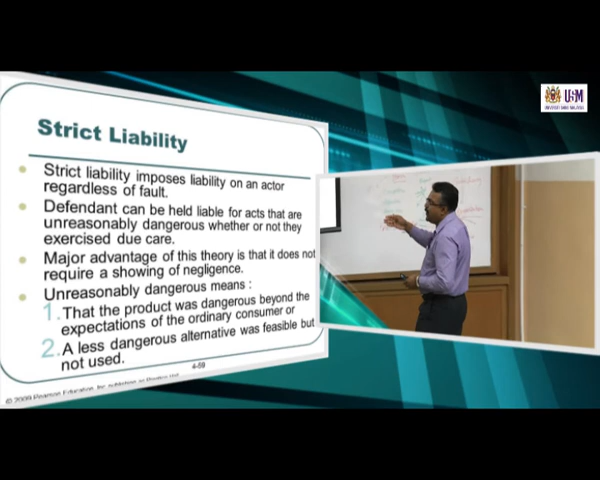 USM
UNIVERSITI SAINS MALAYSIA
Strict Liability
Strict liability imposes liability on an actor
regardless of fault.
Defendant can be held liable for acts that are
unreasonably dangerous whether or not they
exercised due care.
Major advantage of this theory is that it does not
require a showing of negligence.
Unreasonably dangerous means :
1. That the product was dangerous beyond the
expectations of the ordinary consumer or
2. A less dangerous alternative was feasible but
not used.
4-59
© 2009 Pearson Education, Inc. publishing as Prentice Hall